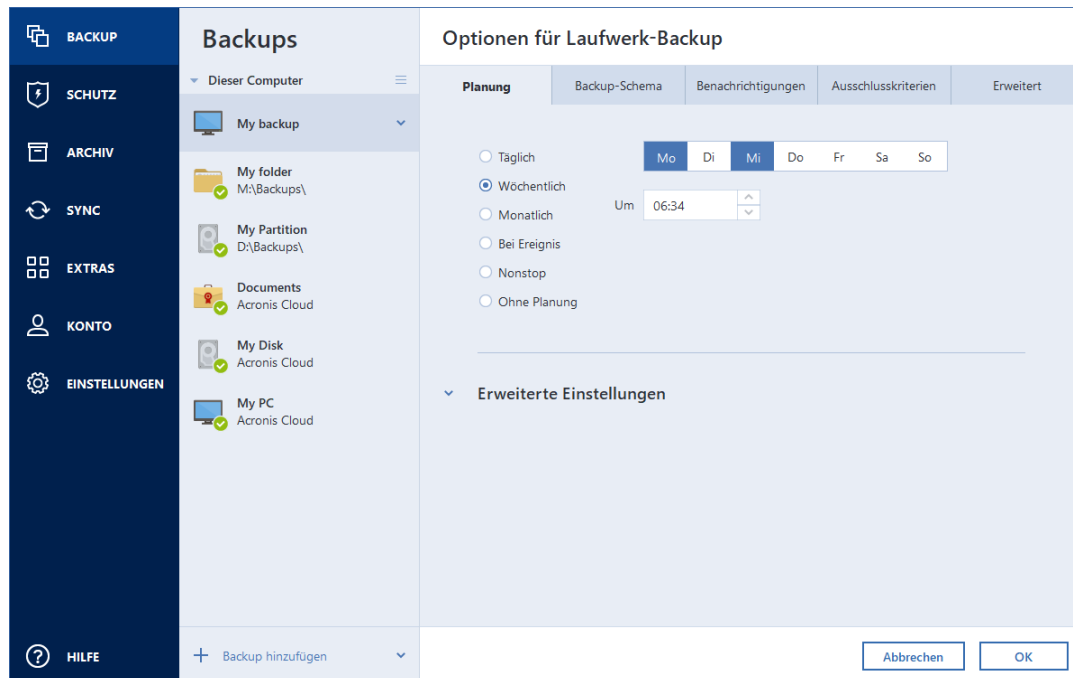 BACKUP
SCHUTZ
ARCHIV
SYNC
EXTRAS
KONTO
EINSTELLUNGEN
HILFE
Backups
Dieser Computer
My backup
My folder
M:\Backups\
My Partition
D:\Backups\
Documents
Acronis Cloud
My Disk
Acronis Cloud
My PC
Acronis Cloud
Backup hinzufügen
Optionen für Laufwerk-Backup
Planung Backup-Schema Benachrichtigungen Ausschlusskriterien Erweitert
Täglich
Wöchentlich
Monatlich
Bei Ereignis
Nonstop
Ohne Planung
Mo Di Mi Do Fr Sa So
Um 06:34
Erweiterte Einstellungen
Abbrechen OK